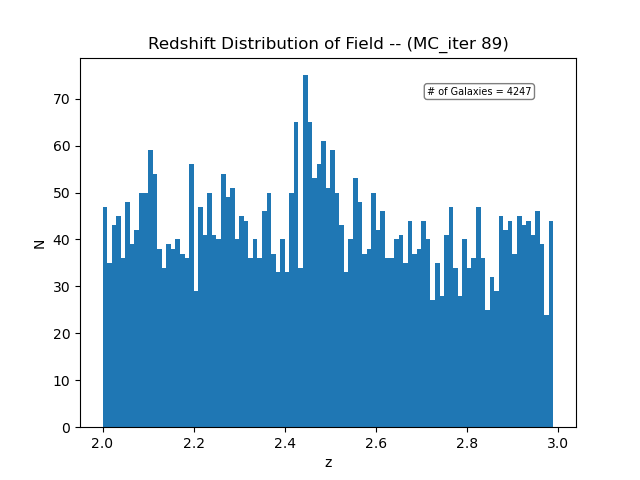 Redshift Distribution of Field -- (MC_iter 89)
# of Galaxies = 4247
70
60
50
40
30
20
10
0
N
2.0 2.2 2.4 2.6 2.8 3.0
z